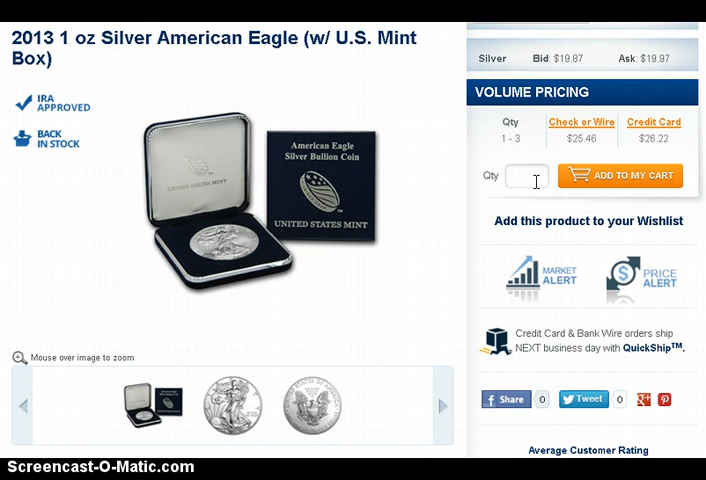 2013 1 oz Silver American Eagle (w/ U.S. Mint
Box)
IRA
APPROVED
BACK
IN STOCK
American Eagle
Silver Bullion Coin
UNITED STATES MINT
Mouse over image to zoom
Silver Bid: $19.87 Ask: $19.97
VOLUME PRICING
Qty Check or Wire Credit Card
1 - 3 $25.46 $26.22
Qty ADD TO MY CART
Add this product to your Wishlist
MARKET
ALERT
PRICE
ALERT
Credit Card & Bank Wire orders ship
NEXT business day with QuickShip™.
Share 0 Tweet 0
Average Customer Rating
Screencast-O-Matic.com